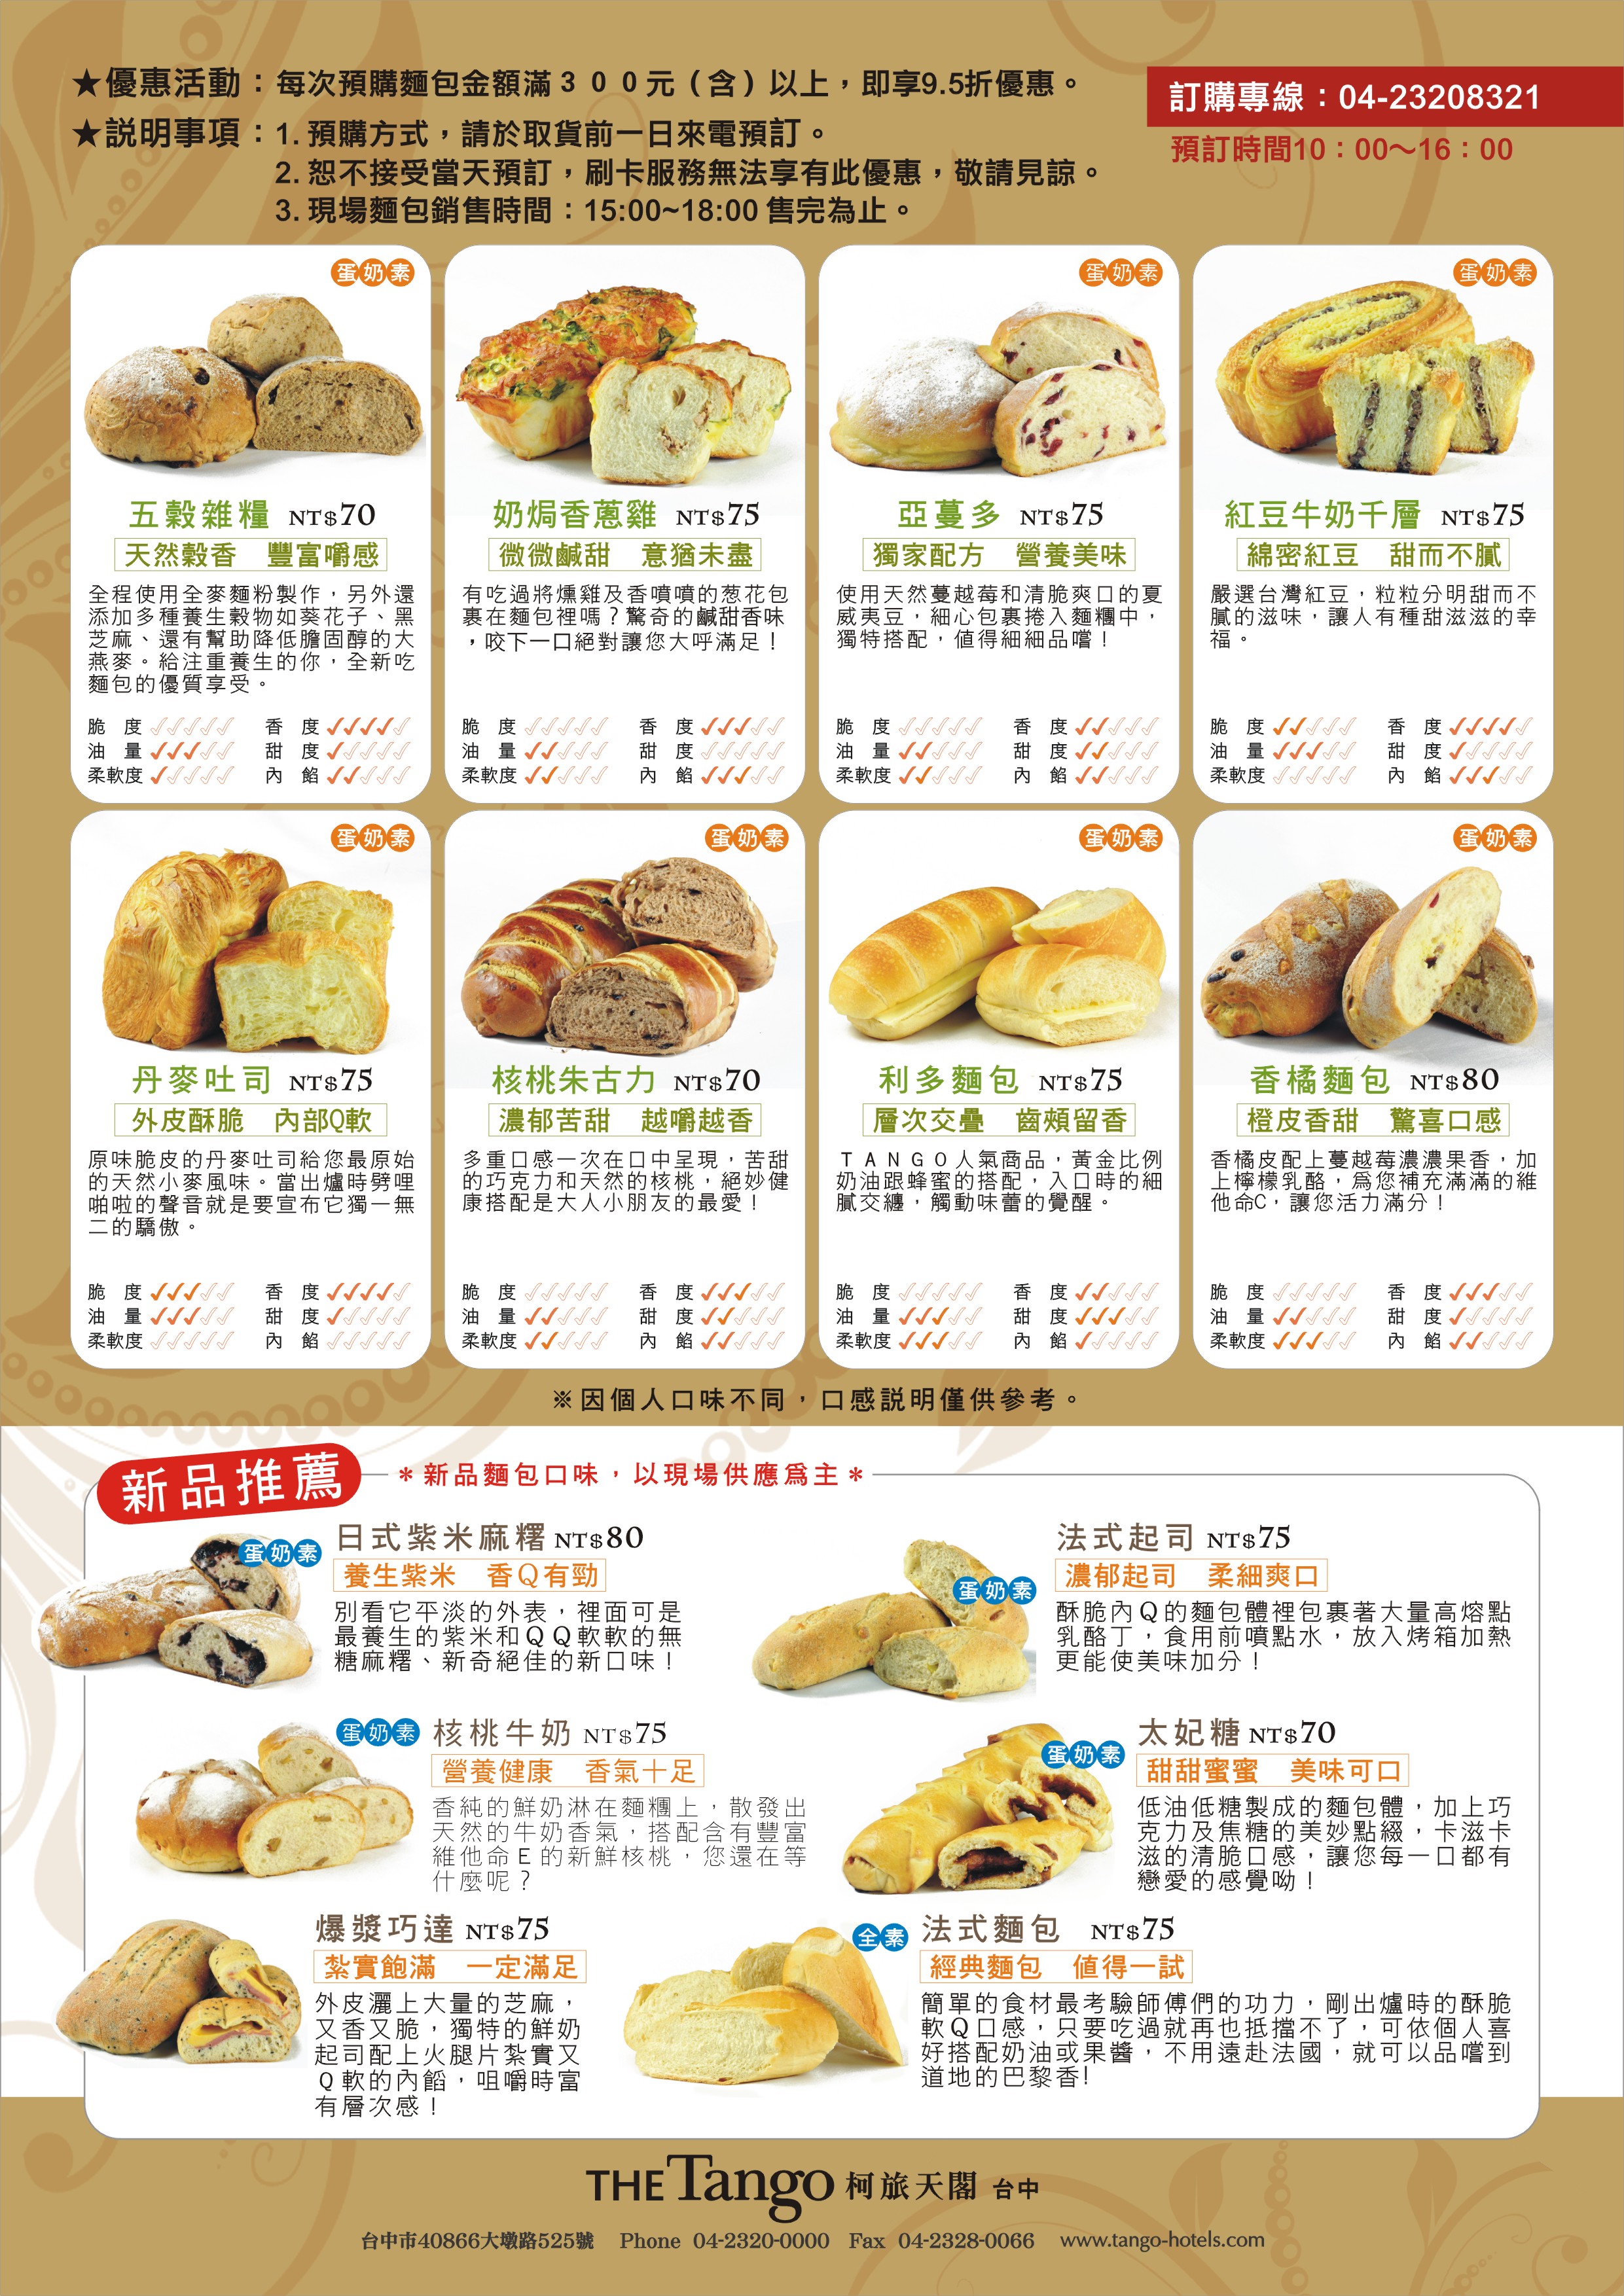 ★優惠活動：每次預購麵包金額滿３００元（含）以上，即享9.5折優惠。
★說明事項：1. 預購方式，請於取貨前一日來電預訂。
2. 恕不接受當天預訂，刷卡服務無法享有此優惠，敬請見諒。
3. 現場麵包銷售時間：15:00~18:00 售完為止。
訂購專線：04-23208321
預訂時間10：00～16：00
蛋奶素
五穀雜糧 NT$70
天然穀香 豐富嚼感
全程使用全麥麵粉製作，另外還
添加多種養生穀物如葵花子、黑
芝麻、還有幫助降低膽固醇的大
燕麥。給注重養生的你，全新吃
麵包的優質享受。
脆度 香度
油量 甜度
柔軟度 內餡
奶焗香蔥雞 NT$75
微微鹹甜 意猶未盡
有吃過將燻雞及香噴噴的葱花包
裹在麵包裡嗎？驚奇的鹹甜香味
，咬下一口絕對讓您大呼滿足！
脆度 香度
油量 甜度
柔軟度 內餡
蛋奶素
亞蔓多 NT$75
獨家配方 營養美味
使用天然蔓越莓和清脆爽口的夏
威夷豆，細心包裹捲入麵糰中，
獨特搭配，值得細細品嚐！
脆度 香度
油量 甜度
柔軟度 內餡
蛋奶素
紅豆牛奶千層 NT$75
綿密紅豆 甜而不膩
嚴選台灣紅豆，粒粒分明甜而不
膩的滋味，讓人有種甜滋滋的幸
福。
脆度 香度
油量 甜度
柔軟度 內餡
蛋奶素
丹麥吐司 NT$75
外皮酥脆 內部Q軟
原味脆皮的丹麥吐司給您最原始
的天然小麥風味。當出爐時劈哩
啪啦的聲音就是要宣布它獨一無
二的驕傲。
脆度 香度
油量 甜度
柔軟度 內餡
蛋奶素
核桃朱古力 NT$70
濃郁苦甜 越嚼越香
多重口感一次在口中呈現，苦甜
的巧克力和天然的核桃，絕妙健
康搭配是大人小朋友的最愛！
脆度 香度
油量 甜度
柔軟度 內餡
蛋奶素
利多麵包 NT$75
層次交疊 齒頰留香
ＴＡＮＧＯ人氣商品，黃金比例
奶油跟蜂蜜的搭配，入口時的細
膩交纏，觸動味蕾的覺醒。
脆度 香度
油量 甜度
柔軟度 內餡
蛋奶素
香橘麵包 NT$80
橙皮香甜 驚喜口感
香橘皮配上蔓越莓濃濃果香，加
上檸檬乳酪，為您補充滿滿的維
他命C，讓您活力滿分！
脆度 香度
油量 甜度
柔軟度 內餡
※因個人口味不同，口感說明僅供參考。
新品推薦
＊新品麵包口味，以現場供應為主＊
蛋奶素
日式紫米麻糬 NT$80
養生紫米 香Ｑ有勁
別看它平淡的外表，裡面可是
最養生的紫米和ＱＱ軟軟的無
糖麻糬、新奇絕佳的新口味！
蛋奶素
法式起司 NT$75
濃郁起司 柔細爽口
酥脆內Ｑ的麵包體裡包裹著大量高熔點
乳酪丁，食用前噴點水，放入烤箱加熱
更能使美味加分！
蛋奶素
核桃牛奶 NT$75
營養健康 香氣十足
香純的鮮奶淋在麵糰上，散發出
天然的牛奶香氣，搭配含有豐富
維他命Ｅ的新鮮核桃，您還在等
什麼呢？
蛋奶素
太妃糖 NT$70
甜甜蜜蜜 美味可口
低油低糖製成的麵包體，加上巧
克力及焦糖的美妙點綴，卡滋卡
滋的清脆口感，讓您每一口都有
戀愛的感覺呦！
爆漿巧達 NT$75
紮實飽滿 一定滿足
外皮灑上大量的芝麻，
又香又脆，獨特的鮮奶
起司配上火腿片紮實又
Ｑ軟的內餡，咀嚼時富
有層次感！
全素
法式麵包 NT$75
經典麵包 值得一試
簡單的食材最考驗師傅們的功力，剛出爐時的酥脆
軟Ｑ口感，只要吃過就再也抵擋不了，可依個人喜
好搭配奶油或果醬，不用遠赴法國，就可以品嚐到
道地的巴黎香!
THE Tango 柯旅天閣 台中
台中市40866大墩路525號 Phone 04-2320-0000 Fax 04-2328-0066 www.tango-hotels.com